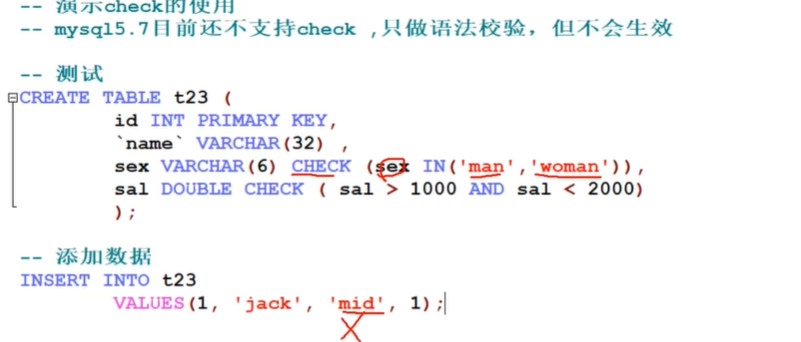 -- 演示check的使用
-- mysql5.7目前还不支持check ,只做语法校验，但不会生效
-- 测试
CREATE TABLE t23 (
id INT PRIMARY KEY,
`name` VARCHAR(32) ,
sex VARCHAR(6) CHECK (sex IN('man','woman')),
sal DOUBLE CHECK ( sal > 1000 AND sal < 2000)
);
-- 添加数据
INSERT INTO t23
VALUES(1, 'jack', 'mid', 1);